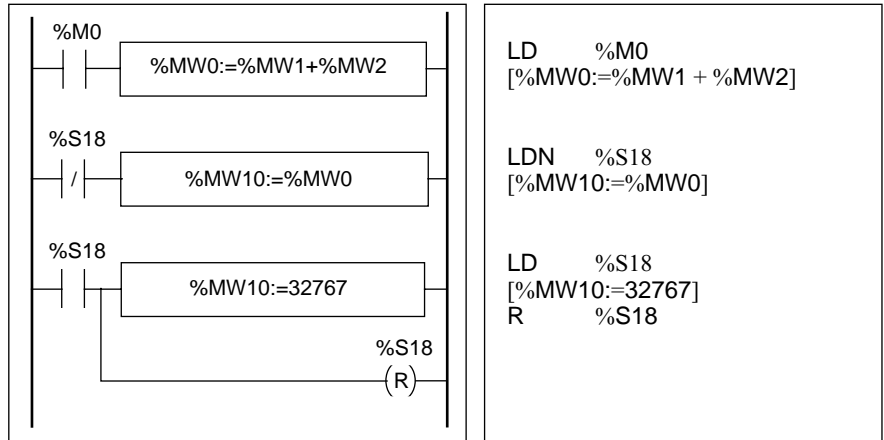 %M0
%MW0:=%MW1+%MW2
%S18
/
%MW10:=%MW0
%S18
%MW10:=32767
%S18
(R)
LD %M0
[%MW0:=%MW1 + %MW2]
LDN %S18
[%MW10:=%MW0]
LD %S18
[%MW10:=32767]
R %S18